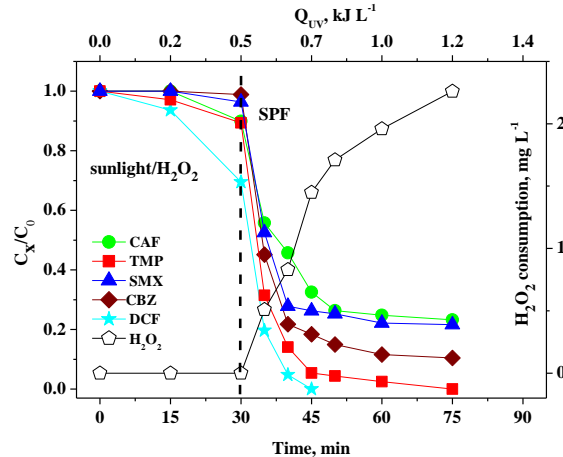 Q_UV, kJ L⁻¹
0.0 0.2 0.5 0.7 1.0 1.2 1.4
1.0
0.8
0.6
0.4
0.2
0.0
C_X/C₀
SPF
sunlight/H₂O₂
CAF
TMP
SMX
CBZ
DCF
H₂O₂
2
1
0
H₂O₂ consumption, mg L⁻¹
0 15 30 45 60 75 90
Time, min